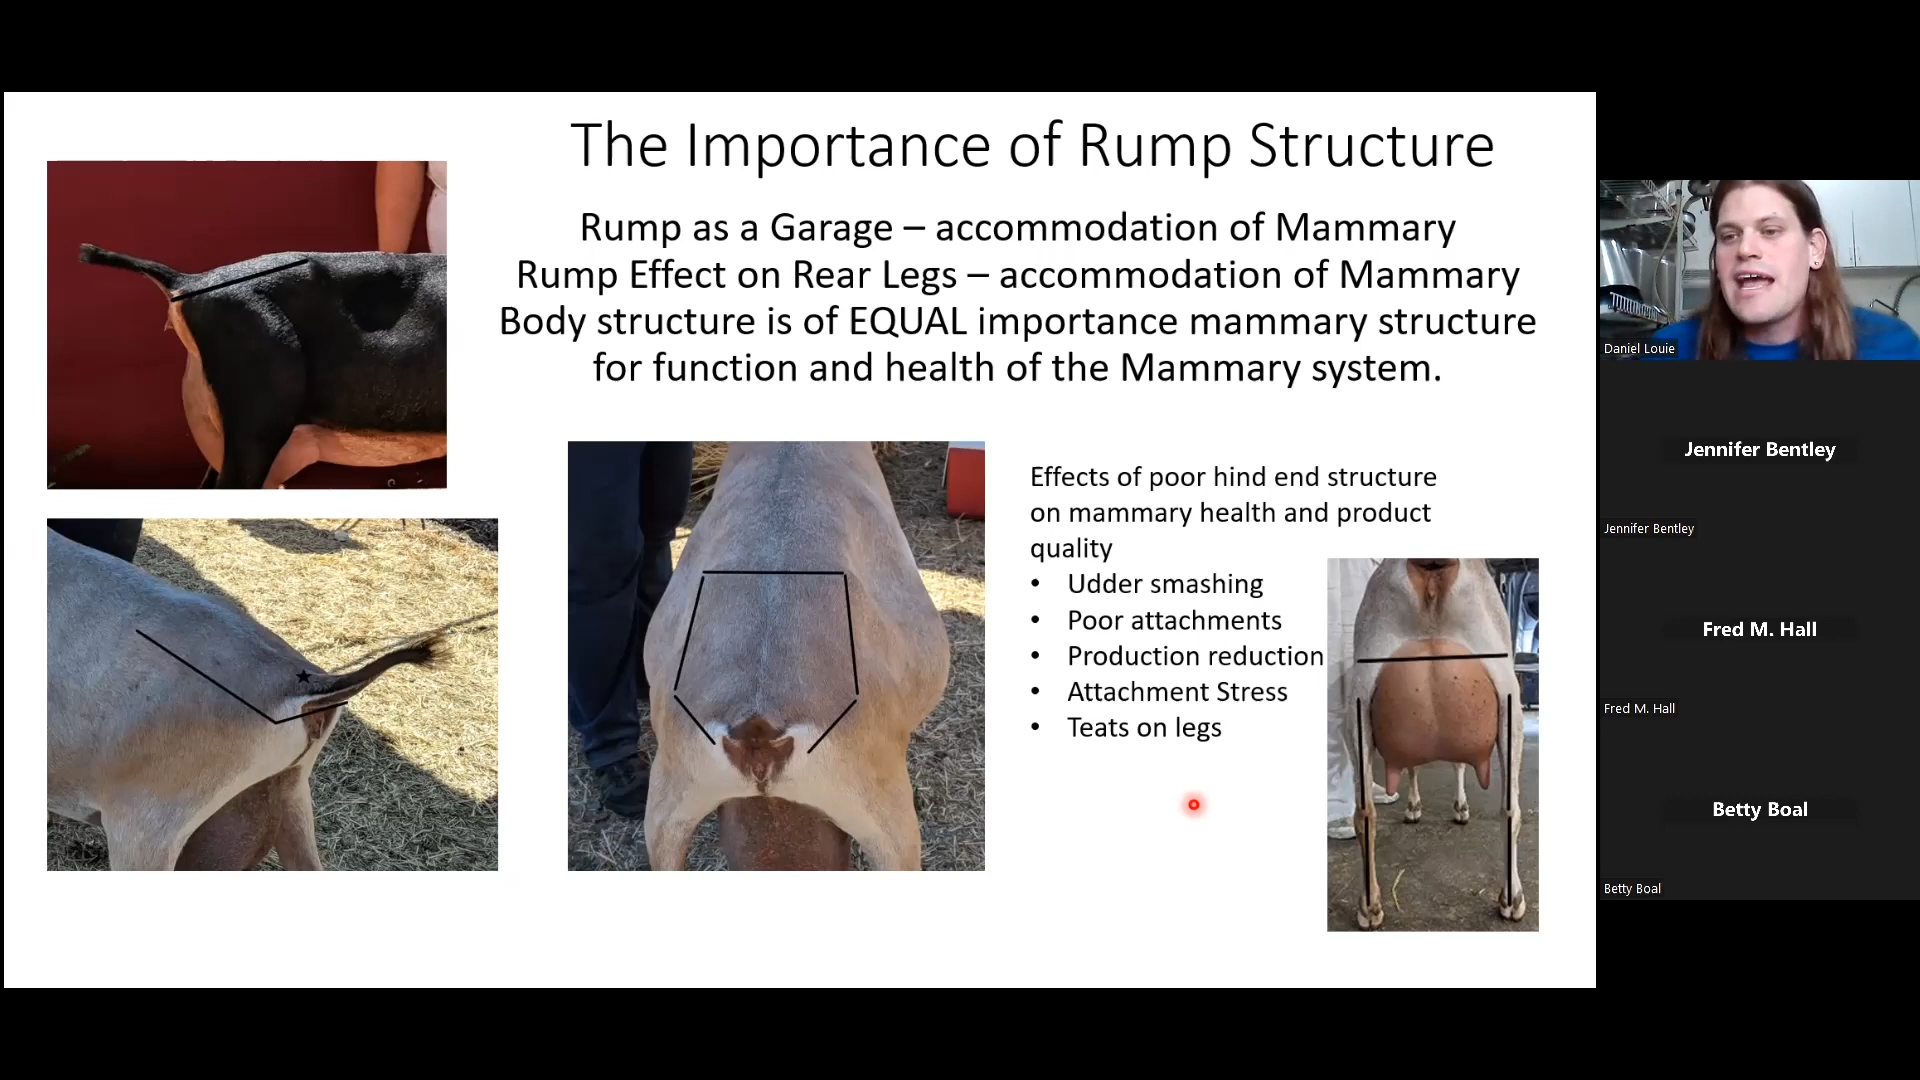 The Importance of Rump Structure
Rump as a Garage – accommodation of Mammary
Rump Effect on Rear Legs – accommodation of Mammary
Body structure is of EQUAL importance mammary structure
for function and health of the Mammary system.
Effects of poor hind end structure
on mammary health and product
quality
• Udder smashing
• Poor attachments
• Production reduction
• Attachment Stress
• Teats on legs
Daniel Louie
Jennifer Bentley
Jennifer Bentley
Fred M. Hall
Fred M. Hall
Betty Boal
Betty Boal